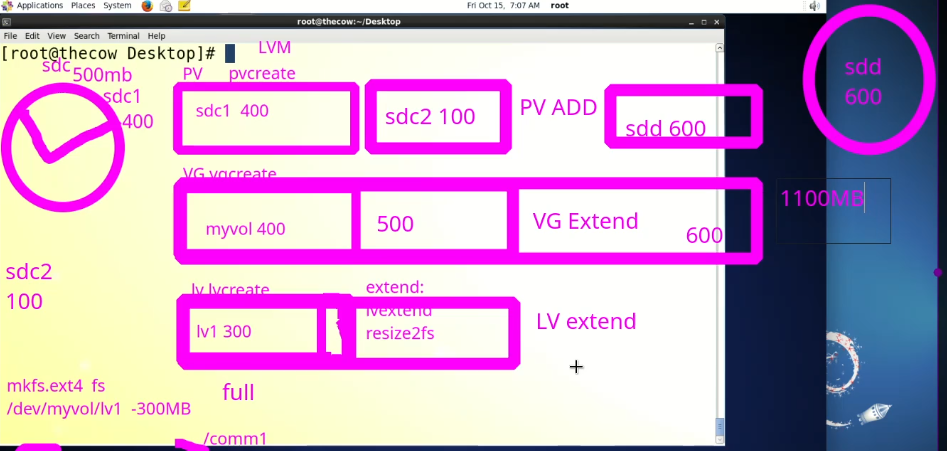 Applications Places System
Fri Oct 15, 7:07 AM root
root@thecow:~/Desktop
File Edit View Search Terminal Help
[root@thecow Desktop]#
LVM
sdc
500mb
sdc1
400
PV pvcreate
sdc1 400
sdc2 100
PV ADD
sdd 600
sdd
600
VG vgcreate
myvol 400
500
VG Extend
600
1100MB
sdc2
100
lv lvcreate
lv1 300
extend:
lvextend
resize2fs
LV extend
mkfs.ext4 fs
/dev/myvol/lv1 -300MB
full
/comm1